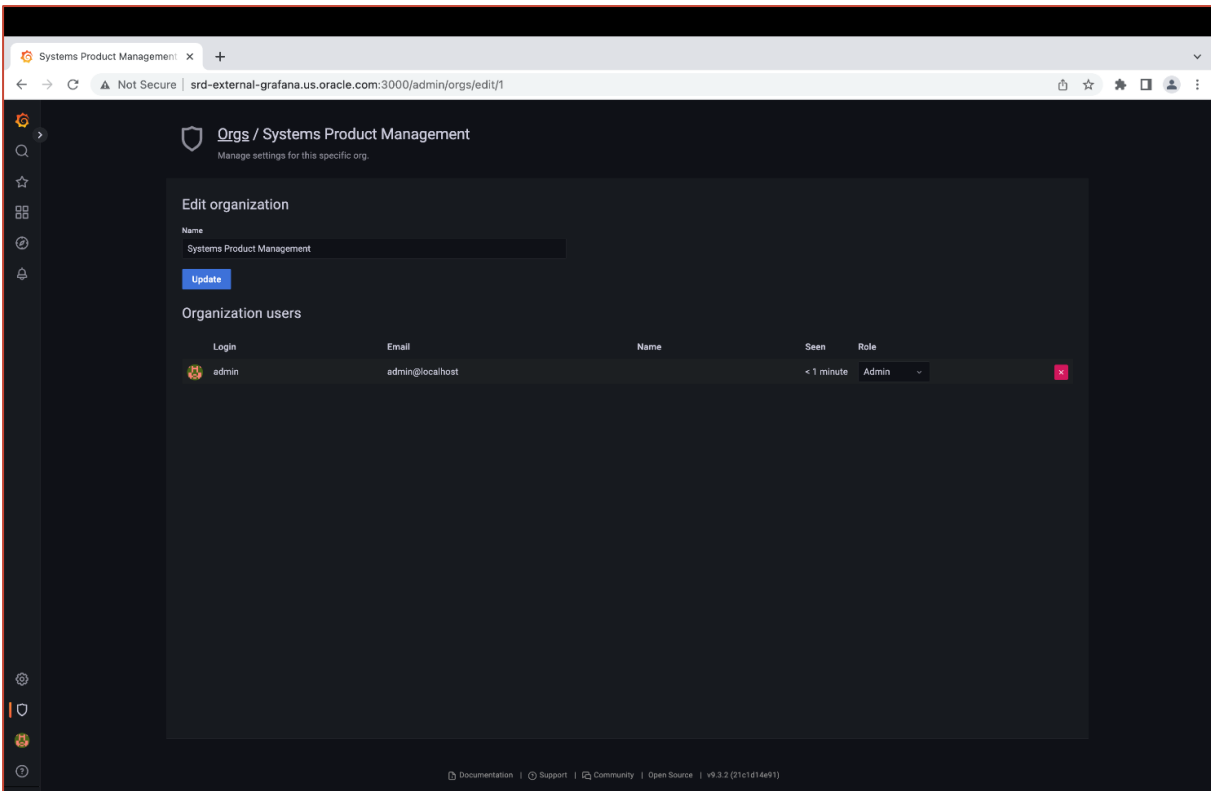 Systems Product Management
Not Secure srd-external-grafana.us.oracle.com:3000/admin/orgs/edit/1
Orgs / Systems Product Management
Manage settings for this specific org.
Edit organization
Name
Systems Product Management
Update
Organization users
Login Email Name Seen Role
admin admin@localhost < 1 minute Admin
Documentation | Support | Community | Open Source | v9.3.2 (21c1d14e91)